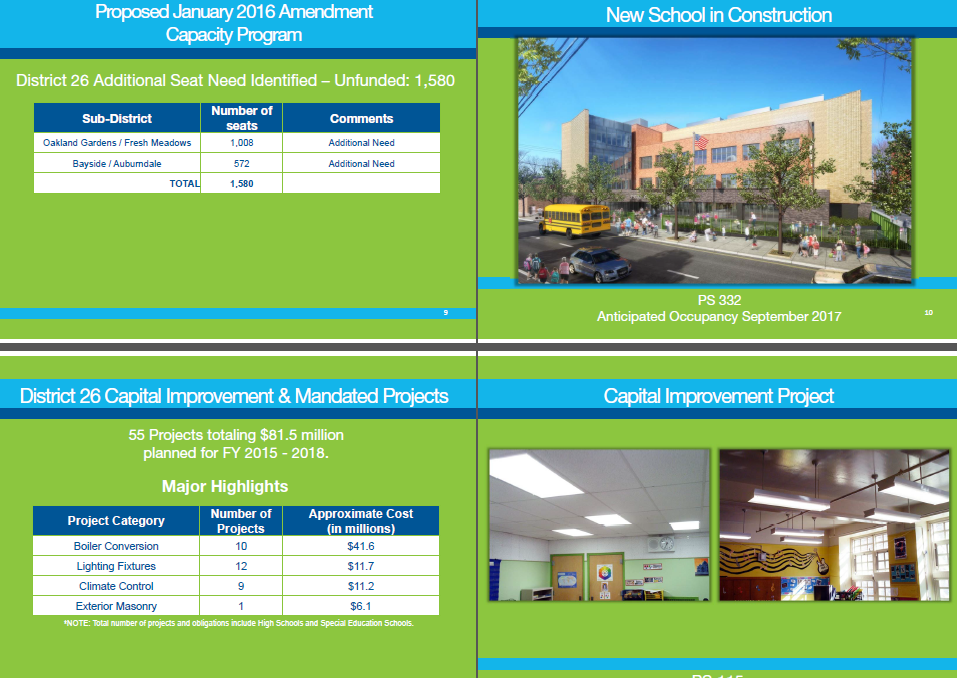 Proposed January 2016 Amendment
Capacity Program
District 26 Additional Seat Need Identified – Unfunded: 1,580
Sub-District Number of seats Comments
Oakland Gardens / Fresh Meadows 1,008 Additional Need
Bayside / Auburndale 572 Additional Need
TOTAL 1,580
9
New School in Construction
PS 332
Anticipated Occupancy September 2017
10
District 26 Capital Improvement & Mandated Projects
55 Projects totaling $81.5 million
planned for FY 2015 - 2018.
Major Highlights
Project Category Number of Projects Approximate Cost (in millions)
Boiler Conversion 10 $41.6
Lighting Fixtures 12 $11.7
Climate Control 9 $11.2
Exterior Masonry 1 $6.1
*NOTE: Total number of projects and obligations include High Schools and Special Education Schools.
Capital Improvement Project